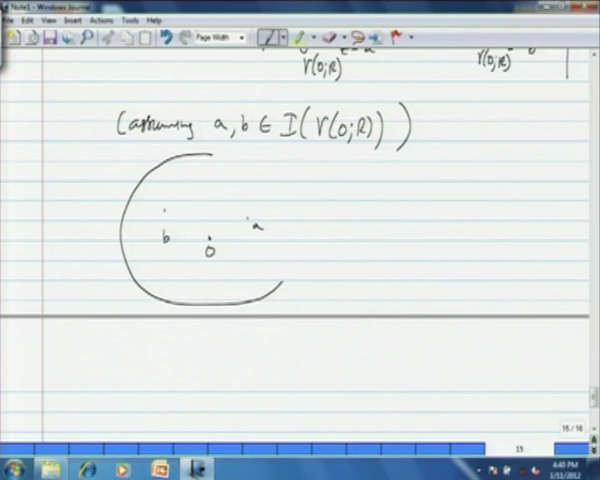 Note1 - Windows Journal
File Edit View Insert Actions Tools Help
Page Width
γ(0;R)
γ(0;R)
(assuming a, b ∈ I(γ(0;R)))
a
b
0
15 / 16
15
4:40 PM
1/11/2012